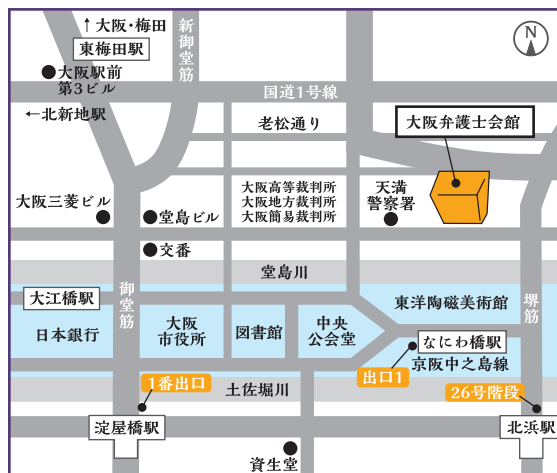 ↑大阪・梅田
東梅田駅
新御堂筋
N
大阪駅前
第3ビル
国道1号線
←北新地駅
老松通り
大阪弁護士会館
大阪三菱ビル
堂島ビル
大阪高等裁判所
大阪地方裁判所
大阪簡易裁判所
天満
警察署
交番
堂島川
大江橋駅
御堂筋
東洋陶磁美術館
堺筋
日本銀行
大阪
市役所
図書館
中央
公会堂
なにわ橋駅
京阪中之島線
出口1
1番出口
土佐堀川
26号階段
淀屋橋駅
北浜駅
資生堂